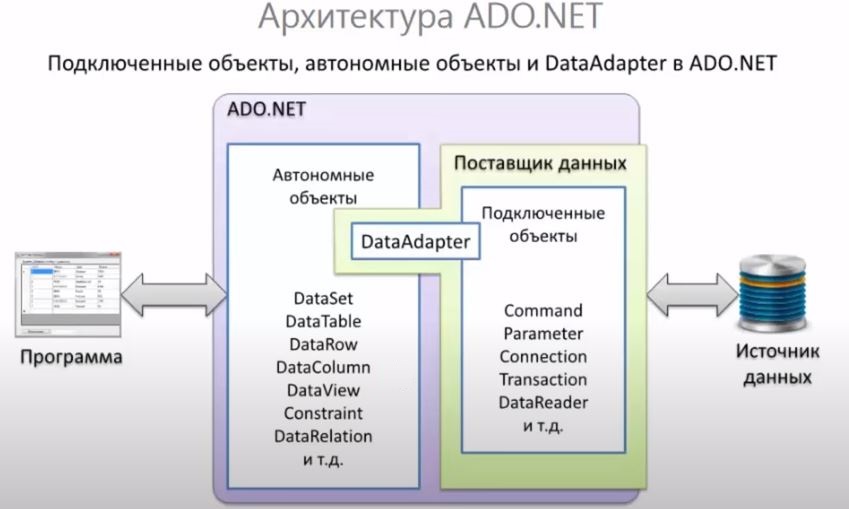 Архитектура ADO.NET
Подключенные объекты, автономные объекты и DataAdapter в ADO.NET
ADO.NET
Автономные
объекты
DataSet
DataTable
DataRow
DataColumn
DataView
Constraint
DataRelation
и т.д.
DataAdapter
Поставщик данных
Подключенные
объекты
Command
Parameter
Connection
Transaction
DataReader
и т.д.
Программа
Источник
данных